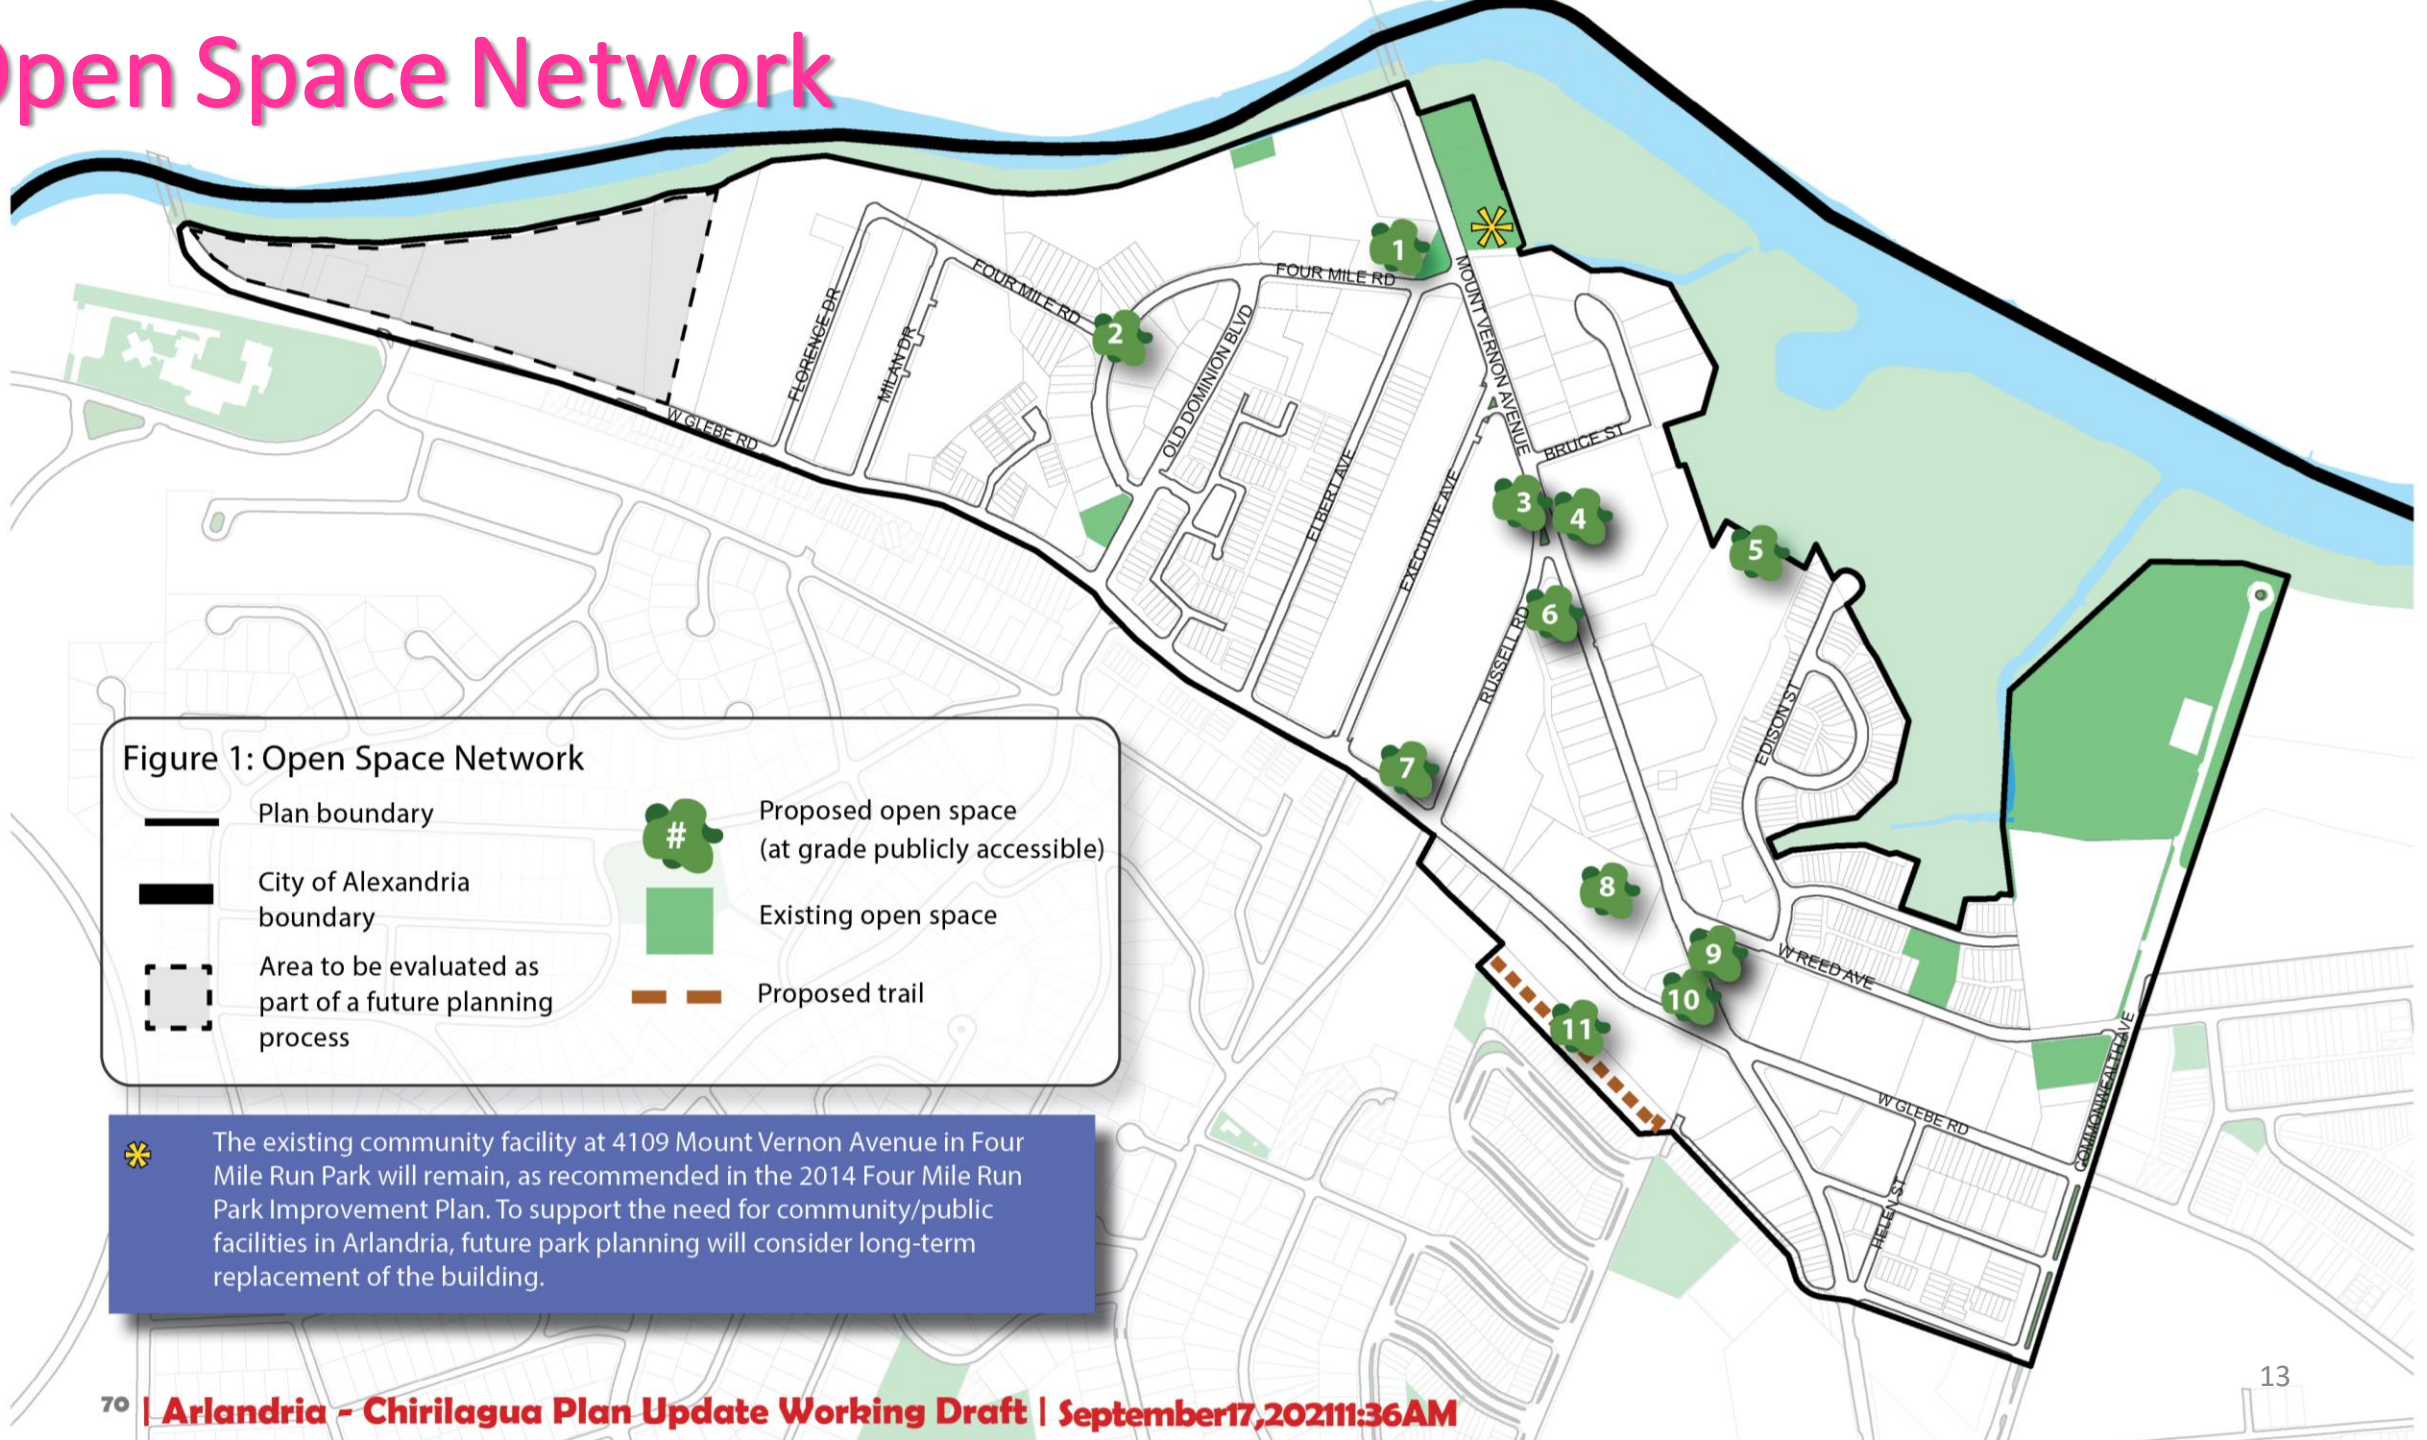 Open Space Network
1
FOUR MILE RD
FOUR MILE RD
2
MOUNT VERNON AVENUE
FLORENCE DR
MILAN DR
OLD DOMINION BLVD
W GLEBE RD
BRUCE ST
ELBERT AVE
EXECUTIVE AVE
3
4
5
6
RUSSELL RD
EDISON ST
7
8
9
10
11
W REED AVE
W GLEBE RD
HELEN ST
COMMONWEALTH AVE
Figure 1: Open Space Network
Plan boundary
City of Alexandria
boundary
Area to be evaluated as
part of a future planning
process
#
Proposed open space
(at grade publicly accessible)
Existing open space
Proposed trail
The existing community facility at 4109 Mount Vernon Avenue in Four
Mile Run Park will remain, as recommended in the 2014 Four Mile Run
Park Improvement Plan. To support the need for community/public
facilities in Arlandria, future park planning will consider long-term
replacement of the building.
13
70 | Arlandria - Chirilagua Plan Update Working Draft | September17,202111:36AM